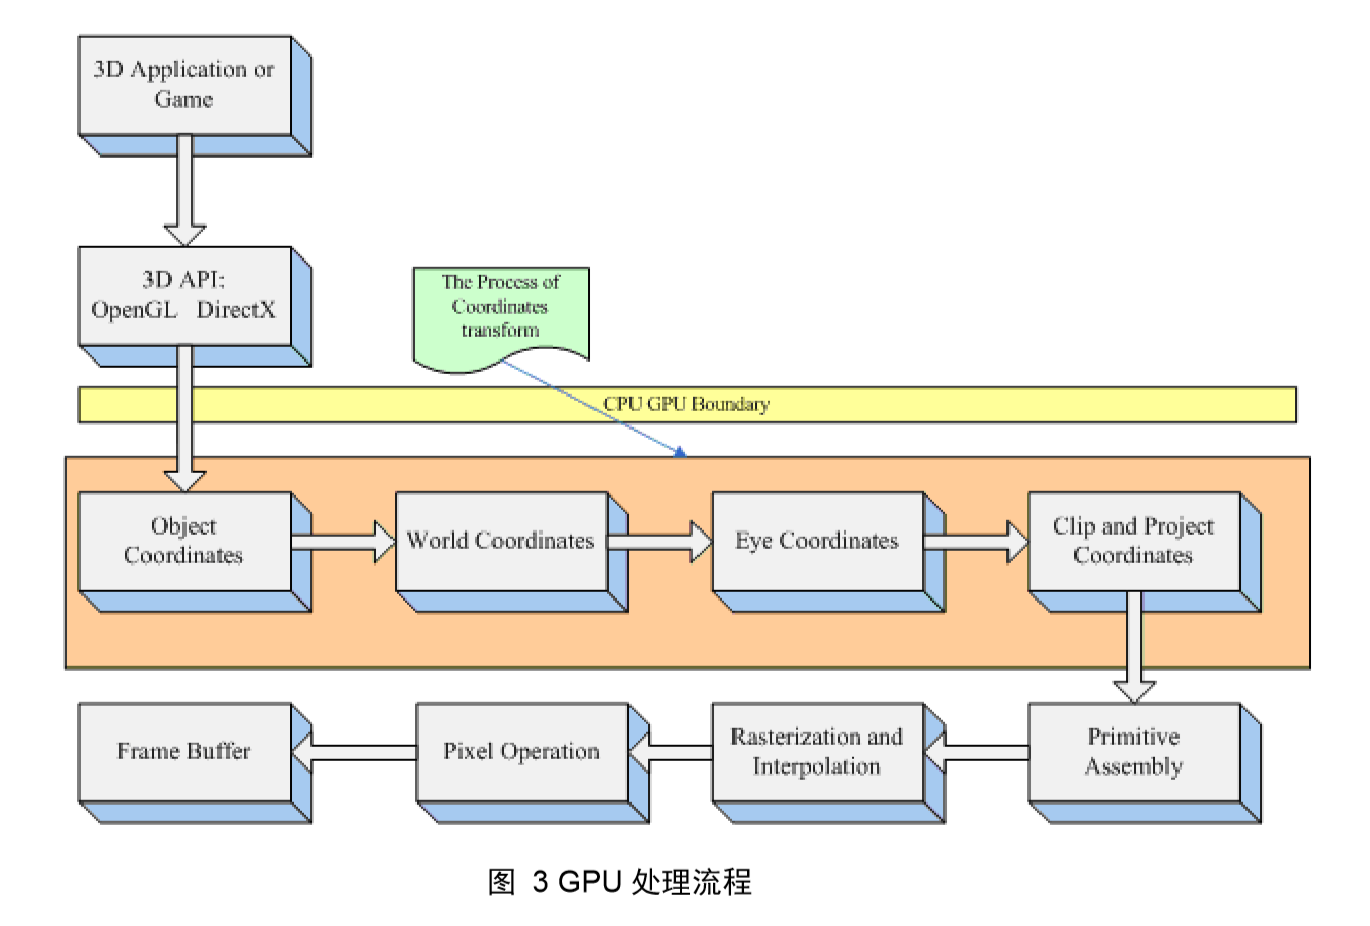 3D Application or
Game
3D API:
OpenGL DirectX
The Process of
Coordinates
transform
CPU GPU Boundary
Object
Coordinates
World Coordinates
Eye Coordinates
Clip and Project
Coordinates
Frame Buffer
Pixel Operation
Rasterization and
Interpolation
Primitive
Assembly
图 3 GPU 处理流程